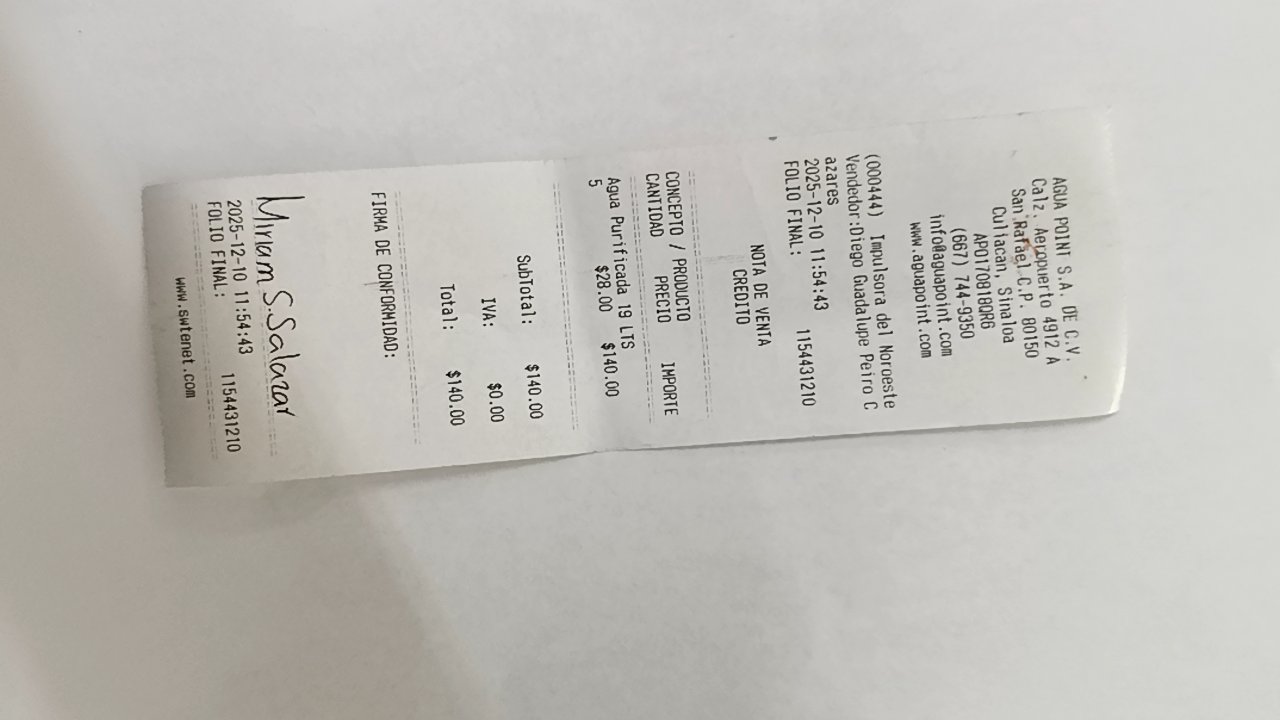 AGUA POINT S.A. DE C.V.
Calz. Aeropuerto 4912 A
San Rafael C.P. 80150
Culiacan, Sinaloa
APO170818Q86
(667) 744-9350
info@aguapoint.com
www.aguapoint.com
(000444) Impulsora del Noroeste
Vendedor:Diego Guadalupe Peiro C
azares
2025-12-10 11:54:43
FOLIO FINAL: 1154431210
NOTA DE VENTA
CREDITO
CONCEPTO / PRODUCTO
CANTIDAD PRECIO IMPORTE
Agua Purificada 19 LTS
5 $28.00 $140.00
SubTotal: $140.00
IVA: $0.00
Total: $140.00
FIRMA DE CONFORMIDAD:
Miriam S. Salazar
2025-12-10 11:54:43
FOLIO FINAL: 1154431210
www.swtenet.com